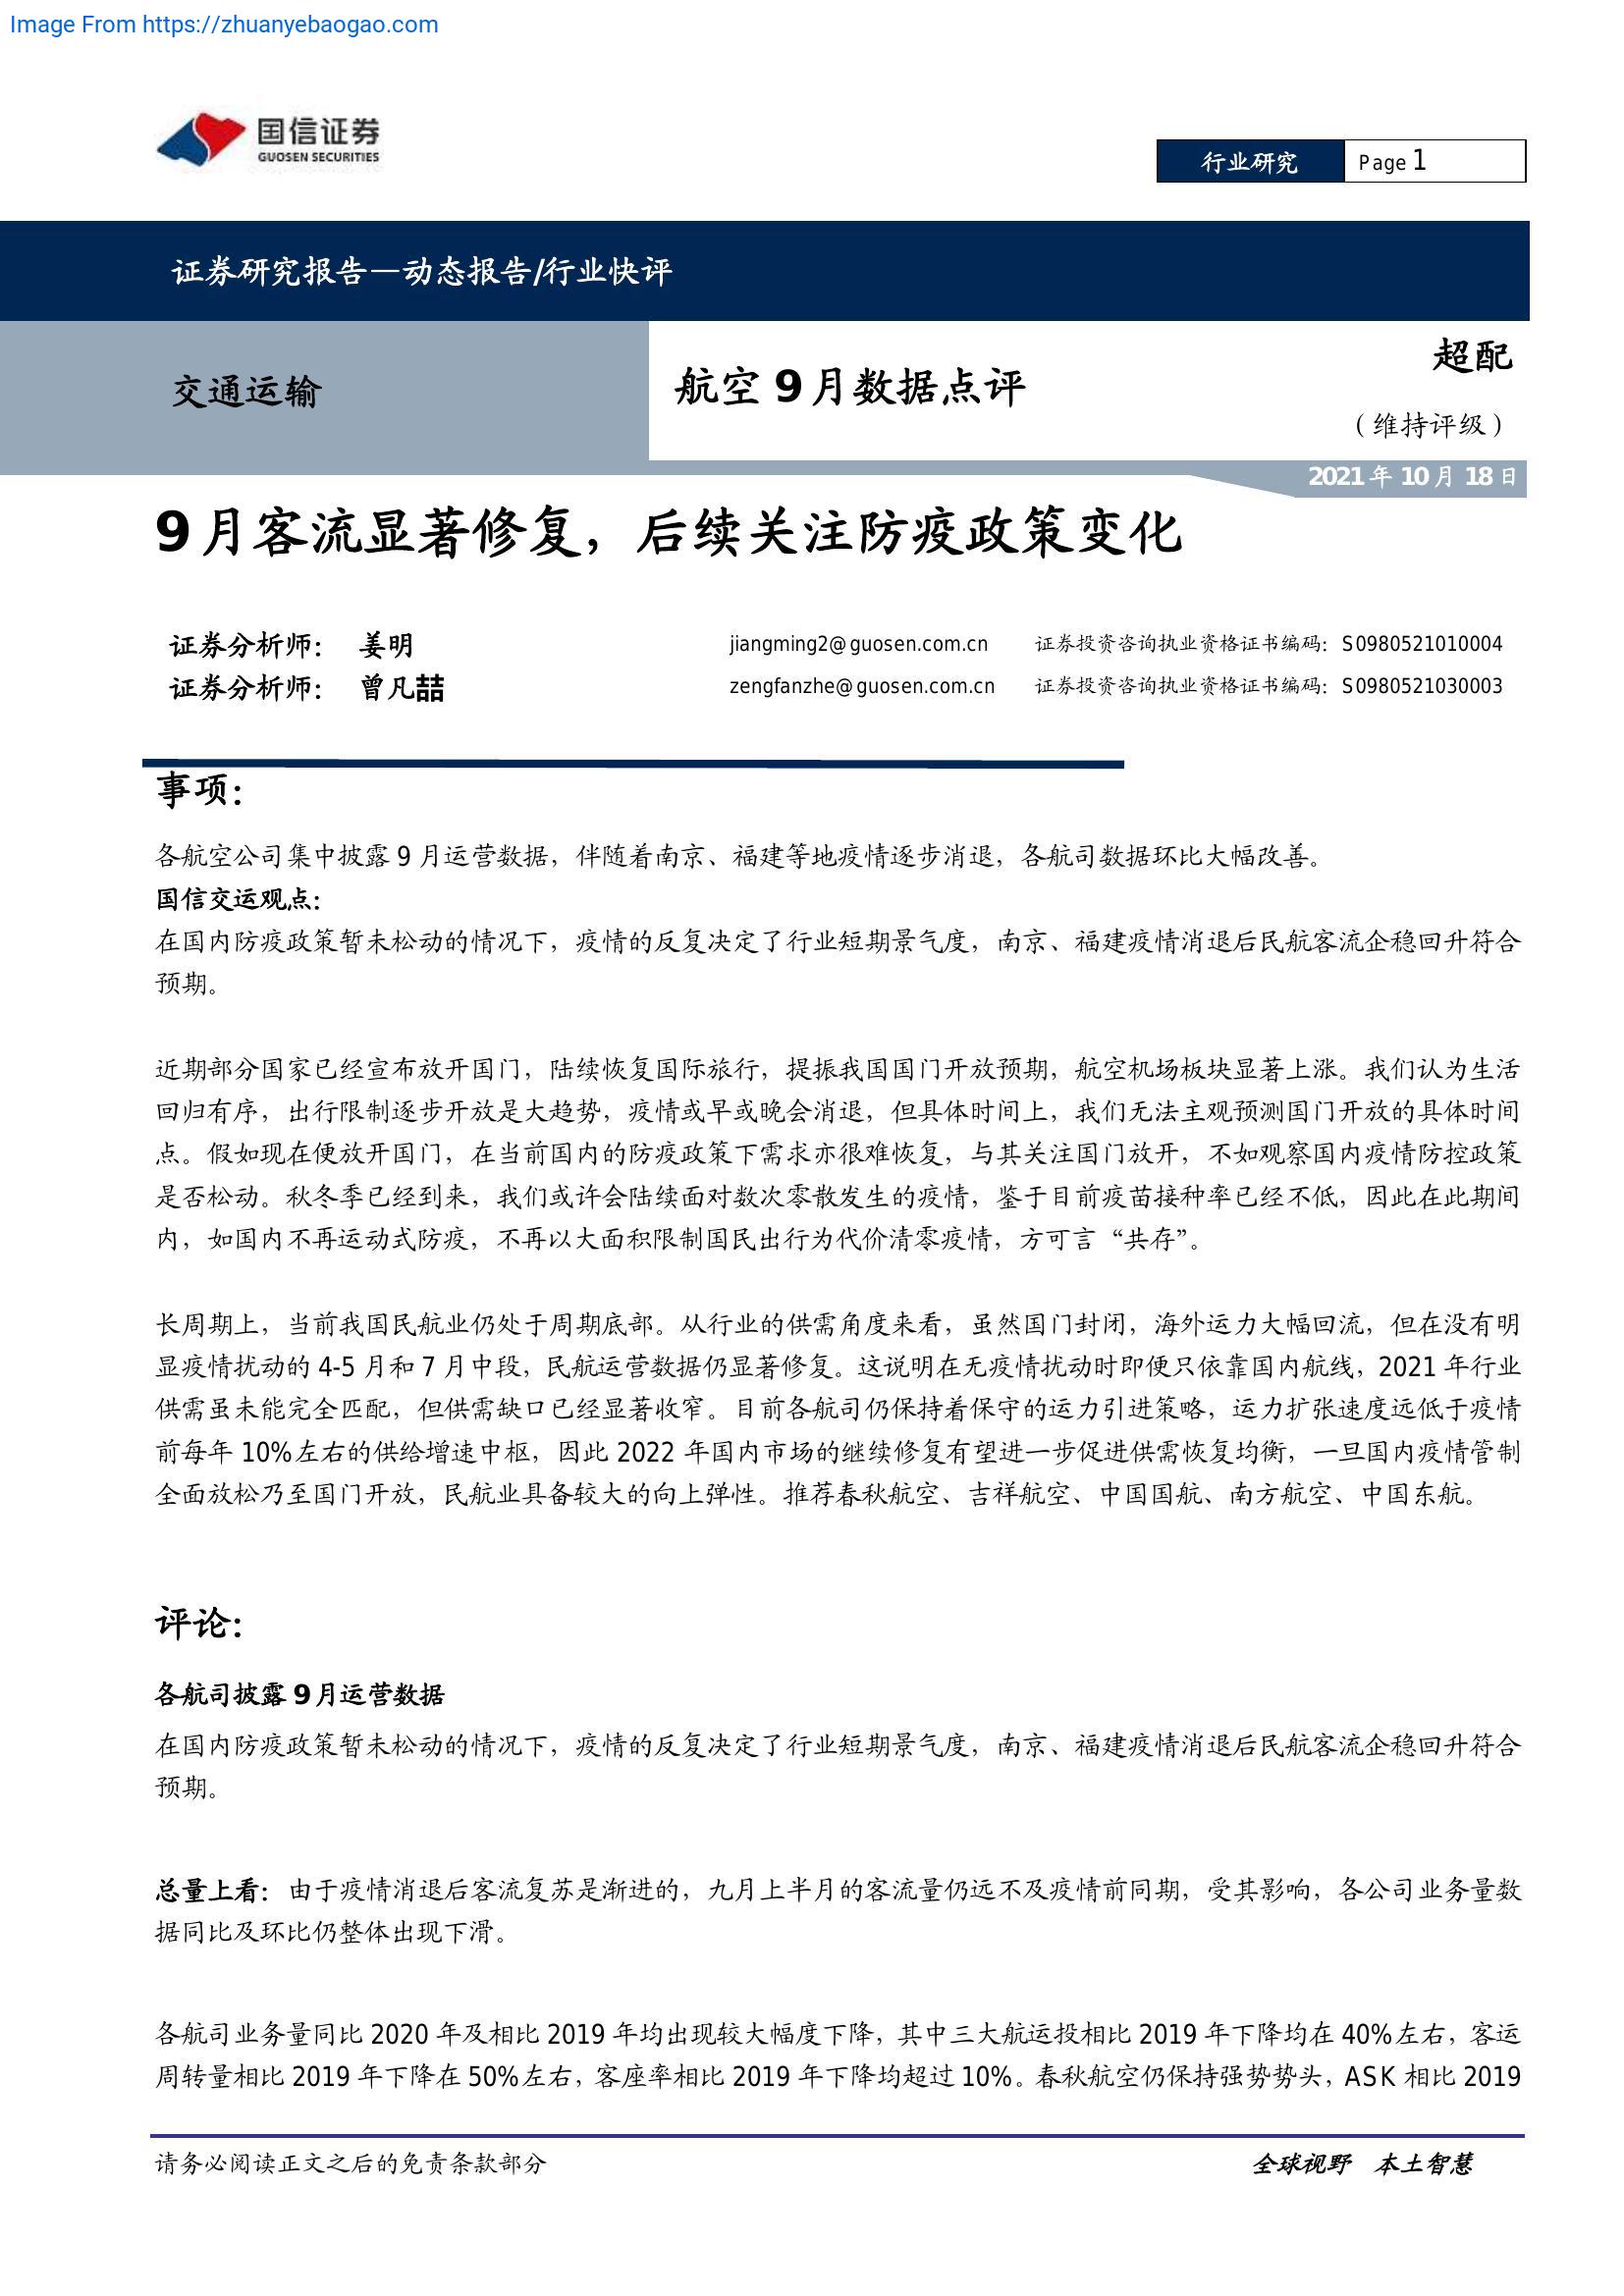 Image From https://zhuanyebaogao.com
国信证券
GUOSEN SECURITIES
行业研究
Page 1
证券研究报告—动态报告/行业快评
交通运输
航空 9 月数据点评
超配
（维持评级）
2021 年 10 月 18 日
9 月客流显著修复，后续关注防疫政策变化
证券分析师： 姜明 jiangming2@guosen.com.cn 证券投资咨询执业资格证书编码：S0980521010004
证券分析师： 曾凡喆 zengfanzhe@guosen.com.cn 证券投资咨询执业资格证书编码：S0980521030003
事项：
各航空公司集中披露 9 月运营数据，伴随着南京、福建等地疫情逐步消退，各航司数据环比大幅改善。
国信交运观点：
在国内防疫政策暂未松动的情况下，疫情的反复决定了行业短期景气度，南京、福建疫情消退后民航客流企稳回升符合
预期。
近期部分国家已经宣布放开国门，陆续恢复国际旅行，提振我国国门开放预期，航空机场板块显著上涨。我们认为生活
回归有序，出行限制逐步开放是大趋势，疫情或早或晚会消退，但具体时间上，我们无法主观预测国门开放的具体时间
点。假如现在便放开国门，在当前国内的防疫政策下需求亦很难恢复，与其关注国门放开，不如观察国内疫情防控政策
是否松动。秋冬季已经到来，我们或许会陆续面对数次零散发生的疫情，鉴于目前疫苗接种率已经不低，因此在此期间
内，如国内不再运动式防疫，不再以大面积限制国民出行为代价清零疫情，方可言“共存”。
长周期上，当前我国民航业仍处于周期底部。从行业的供需角度来看，虽然国门封闭，海外运力大幅回流，但在没有明
显疫情扰动的 4-5 月和 7 月中段，民航运营数据仍显著修复。这说明在无疫情扰动时即便只依靠国内航线，2021 年行业
供需虽未能完全匹配，但供需缺口已经显著收窄。目前各航司仍保持着保守的运力引进策略，运力扩张速度远低于疫情
前每年 10%左右的供给增速中枢，因此 2022 年国内市场的继续修复有望进一步促进供需恢复均衡，一旦国内疫情管制
全面放松乃至国门开放，民航业具备较大的向上弹性。推荐春秋航空、吉祥航空、中国国航、南方航空、中国东航。
评论：
各航司披露 9 月运营数据
在国内防疫政策暂未松动的情况下，疫情的反复决定了行业短期景气度，南京、福建疫情消退后民航客流企稳回升符合
预期。
总量上看：由于疫情消退后客流复苏是渐进的，九月上半月的客流量仍远不及疫情前同期，受其影响，各公司业务量数
据同比及环比仍整体出现下滑。
各航司业务量同比 2020 年及相比 2019 年均出现较大幅度下降，其中三大航运投相比 2019 年下降均在 40%左右，客运
周转量相比 2019 年下降在 50%左右，客座率相比 2019 年下降均超过 10%。春秋航空仍保持强势势头，ASK 相比 2019
请务必阅读正文之后的免责条款部分
全球视野 本土智慧